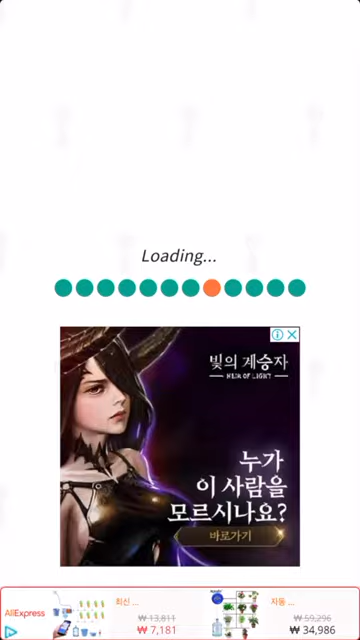 Loading...
빛의 계승자
HEIR OF LIGHT
누가
이 사람을
모르시나요?
바로가기
AliExpress
최신 ...
₩ 13,811
₩ 7,181
자동 ...
₩ 59,296
₩ 34,986